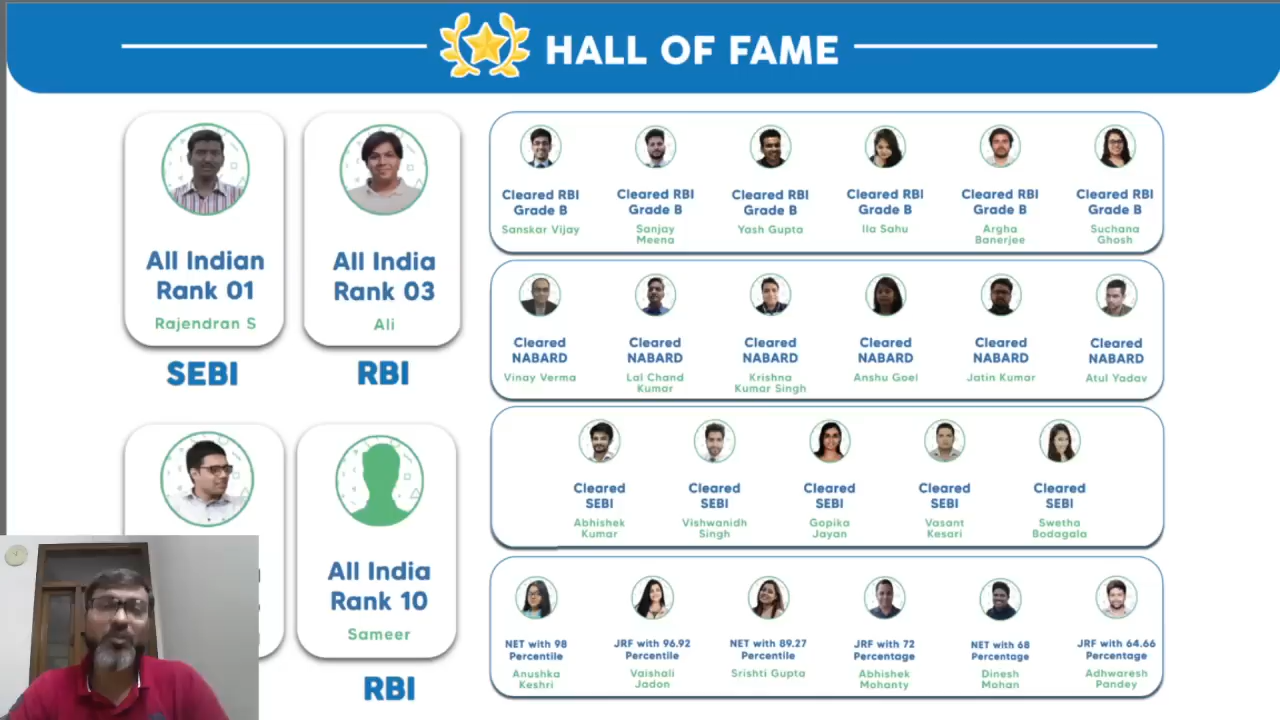 HALL OF FAME
All Indian
Rank 01
Rajendran S
SEBI
All India
Rank 03
Ali
RBI
All India
Rank 10
Sameer
RBI
Cleared RBI
Grade B
Sanskar Vijay
Cleared RBI
Grade B
Sanjay
Meena
Cleared RBI
Grade B
Yash Gupta
Cleared RBI
Grade B
Ila Sahu
Cleared RBI
Grade B
Argha
Banerjee
Cleared RBI
Grade B
Suchana
Ghosh
Cleared
NABARD
Vinay Verma
Cleared
NABARD
Lal Chand
Kumar
Cleared
NABARD
Krishna
Kumar Singh
Cleared
NABARD
Anshu Goel
Cleared
NABARD
Jatin Kumar
Cleared
NABARD
Atul Yadav
Cleared
SEBI
Abhishek
Kumar
Cleared
SEBI
Vishwanidh
Singh
Cleared
SEBI
Gopika
Jayan
Cleared
SEBI
Vasant
Kesari
Cleared
SEBI
Swetha
Bodagala
NET with 98
Percentile
Anushka
Keshri
JRF with 96.92
Percentile
Vaishali
Jadon
NET with 89.27
Percentile
Srishti Gupta
JRF with 72
Percentage
Abhishek
Mohanty
NET with 68
Percentage
Dinesh
Mohan
JRF with 64.66
Percentage
Adhwaresh
Pandey